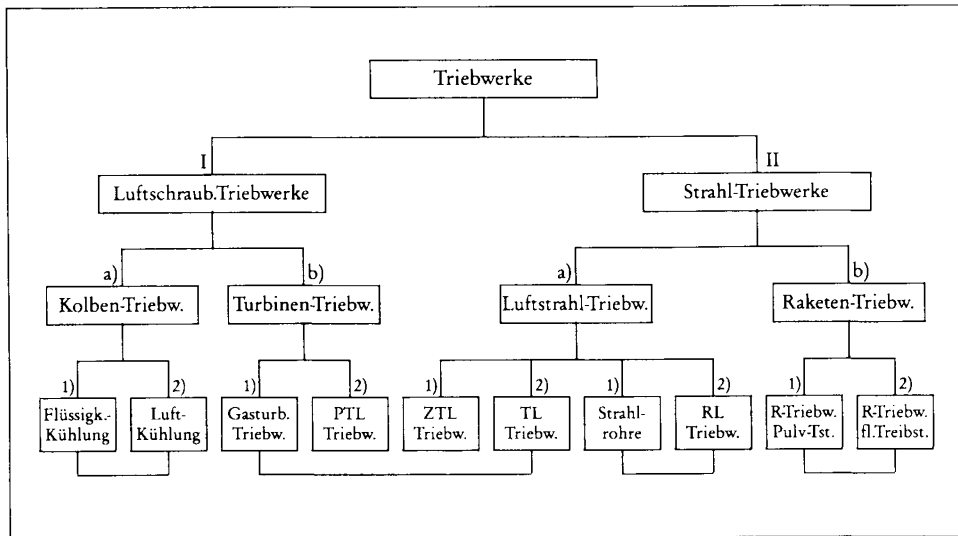 Triebwerke
I
II
Luftschraub.Triebwerke
Strahl-Triebwerke
a)
b)
a)
b)
Kolben-Triebw.
Turbinen-Triebw.
Luftstrahl-Triebw.
Raketen-Triebw.
1)
2)
1)
2)
1)
2)
1)
2)
1)
2)
Flüssigk.-
Kühlung
Luft-
Kühlung
Gasturb.
Triebw.
PTL
Triebw.
ZTL
Triebw.
TL
Triebw.
Strahl-
rohre
RL
Triebw.
R-Triebw.
Pulv-Tst.
R-Triebw.
fl.Treibst.